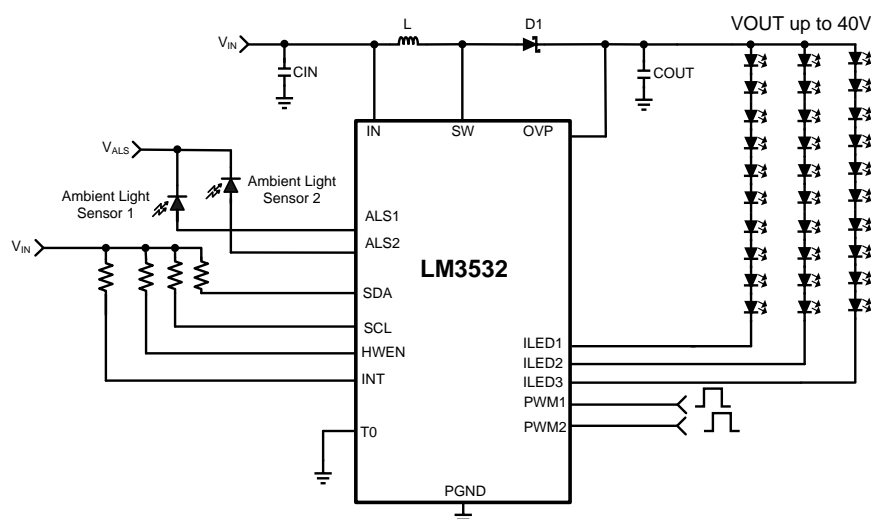 L
D1
VOUT up to 40V
VIN
CIN
COUT
IN
SW
OVP
VALS
Ambient Light
Sensor 1
Ambient Light
Sensor 2
ALS1
ALS2
VIN
LM3532
SDA
SCL
HWEN
INT
T0
ILED1
ILED2
ILED3
PWM1
PWM2
PGND